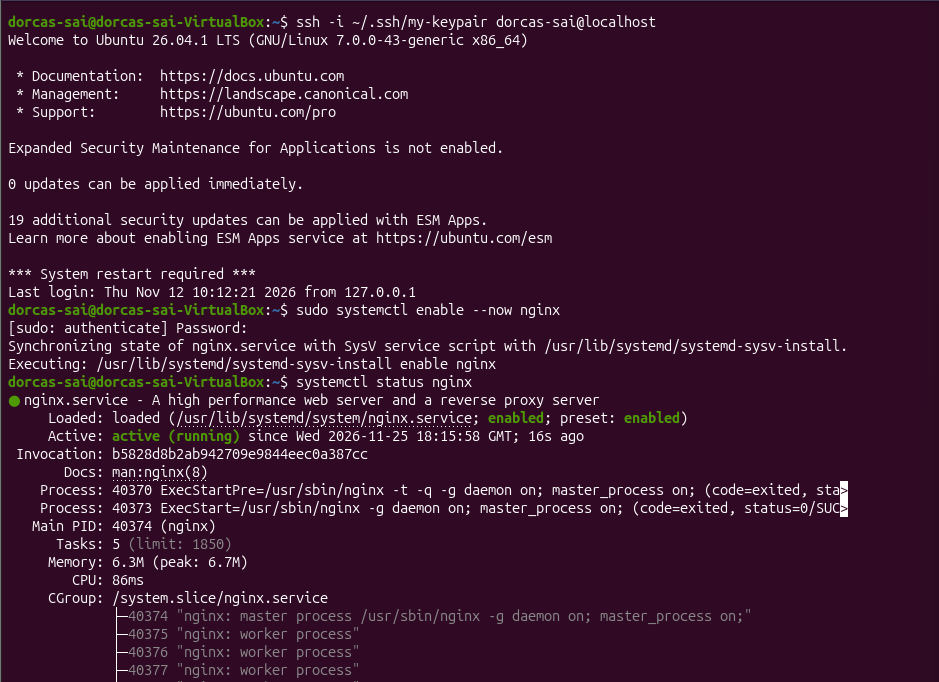 dorcas-sai@dorcas-sai-VirtualBox:~$ ssh -i ~/.ssh/my-keypair dorcas-sai@localhost
Welcome to Ubuntu 26.04.1 LTS (GNU/Linux 7.0.0-43-generic x86_64)
* Documentation:  https://docs.ubuntu.com
* Management:     https://landscape.canonical.com
* Support:        https://ubuntu.com/pro
Expanded Security Maintenance for Applications is not enabled.
0 updates can be applied immediately.
19 additional security updates can be applied with ESM Apps.
Learn more about enabling ESM Apps service at https://ubuntu.com/esm
*** System restart required ***
Last login: Thu Nov 12 10:12:21 2026 from 127.0.0.1
dorcas-sai@dorcas-sai-VirtualBox:~$ sudo systemctl enable --now nginx
[sudo: authenticate] Password:
Synchronizing state of nginx.service with SysV service script with /usr/lib/systemd/systemd-sysv-install.
Executing: /usr/lib/systemd/systemd-sysv-install enable nginx
dorcas-sai@dorcas-sai-VirtualBox:~$ systemctl status nginx
● nginx.service - A high performance web server and a reverse proxy server
Loaded: loaded (/usr/lib/systemd/system/nginx.service; enabled; preset: enabled)
Active: active (running) since Wed 2026-11-25 18:15:58 GMT; 16s ago
Invocation: b5828d8b2ab942709e9844eec0a387cc
Docs: man:nginx(8)
Process: 40370 ExecStartPre=/usr/sbin/nginx -t -q -g daemon on; master_process on; (code=exited, sta>
Process: 40373 ExecStart=/usr/sbin/nginx -g daemon on; master_process on; (code=exited, status=0/SUC>
Main PID: 40374 (nginx)
Tasks: 5 (limit: 1850)
Memory: 6.3M (peak: 6.7M)
CPU: 86ms
CGroup: /system.slice/nginx.service
├─40374 "nginx: master process /usr/sbin/nginx -g daemon on; master_process on;"
├─40375 "nginx: worker process"
├─40376 "nginx: worker process"
├─40377 "nginx: worker process"